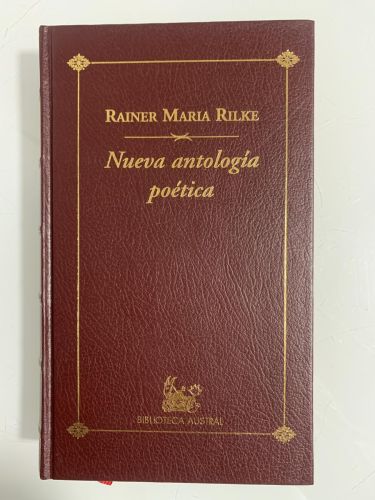 RAINER MARIA RILKE
Nueva antología
poética
BIBLIOTECA AUSTRAL